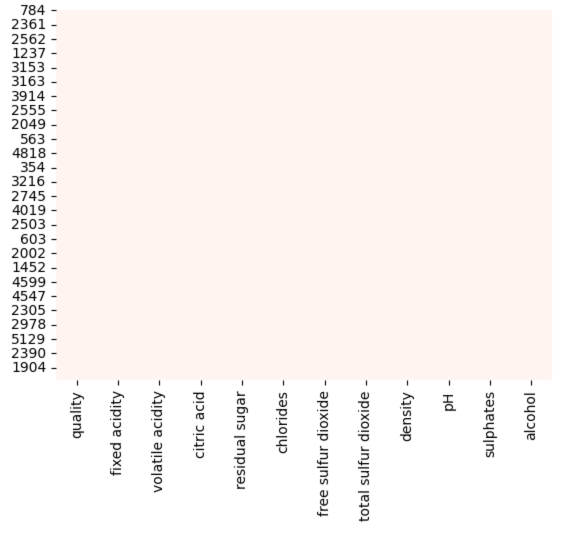 784
2361
2562
1237
3153
3163
3914
2555
2049
563
4818
354
3216
2745
4019
2503
603
2002
1452
4599
4547
2305
2978
5129
2390
1904
quality
fixed acidity
volatile acidity
citric acid
residual sugar
chlorides
free sulfur dioxide
total sulfur dioxide
density
pH
sulphates
alcohol